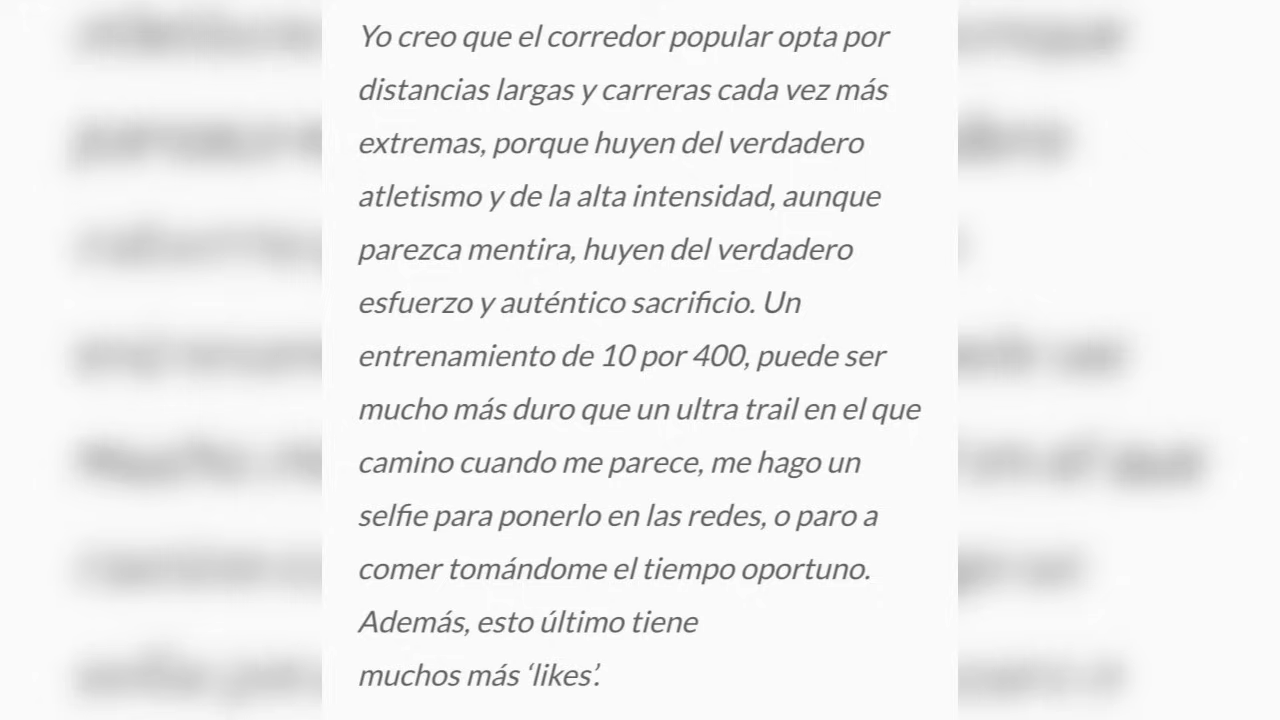 Yo creo que el corredor popular opta por
distancias largas y carreras cada vez más
extremas, porque huyen del verdadero
atletismo y de la alta intensidad, aunque
parezca mentira, huyen del verdadero
esfuerzo y auténtico sacrificio. Un
entrenamiento de 10 por 400, puede ser
mucho más duro que un ultra trail en el que
camino cuando me parece, me hago un
selfie para ponerlo en las redes, o paro a
comer tomándome el tiempo oportuno.
Además, esto último tiene
muchos más ‘likes’.